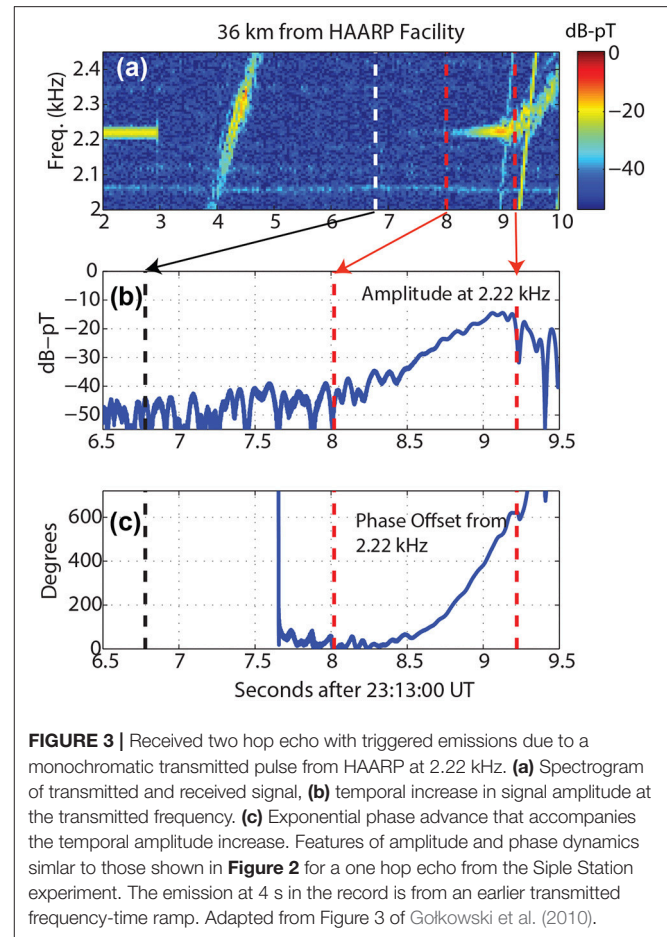 36 km from HAARP Facility
dB-pT
(a)
Freq. (kHz)
2.4
2.3
2.2
2.1
2
2 3 4 5 6 7 8 9 10
0
−20
−40
(b)
Amplitude at 2.22 kHz
dB−pT
0
−10
−20
−30
−40
−50
6.5 7 7.5 8 8.5 9 9.5
(c)
Phase Offset from
2.22 kHz
Degrees
600
400
200
0
6.5 7 7.5 8 8.5 9 9.5
Seconds after 23:13:00 UT
FIGURE 3 | Received two hop echo with triggered emissions due to a
monochromatic transmitted pulse from HAARP at 2.22 kHz. (a) Spectrogram
of transmitted and received signal, (b) temporal increase in signal amplitude at
the transmitted frequency. (c) Exponential phase advance that accompanies
the temporal amplitude increase. Features of amplitude and phase dynamics
simlar to those shown in Figure 2 for a one hop echo from the Siple Station
experiment. The emission at 4 s in the record is from an earlier transmitted
frequency-time ramp. Adapted from Figure 3 of Gołkowski et al. (2010).